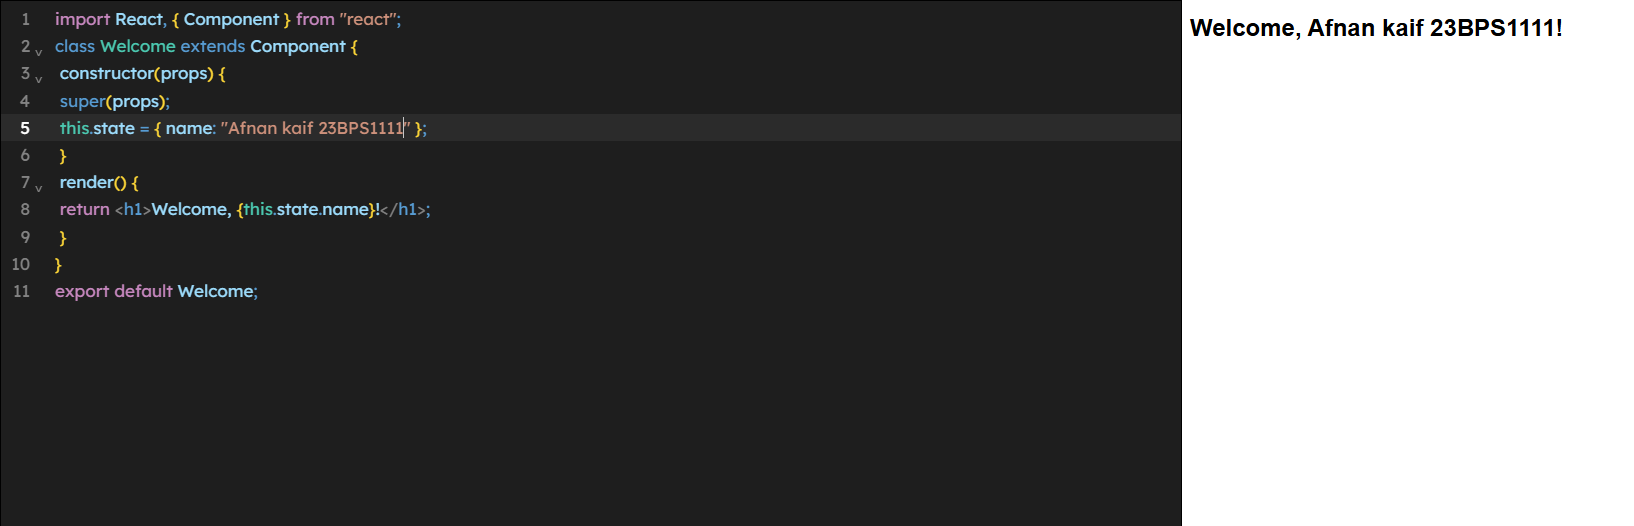 1 import React, { Component } from "react";
2 class Welcome extends Component {
3 constructor(props) {
4 super(props);
5 this.state = { name: "Afnan kaif 23BPS1111" };
6 }
7 render() {
8 return <h1>Welcome, {this.state.name}!</h1>;
9 }
10 }
11 export default Welcome;
Welcome, Afnan kaif 23BPS1111!